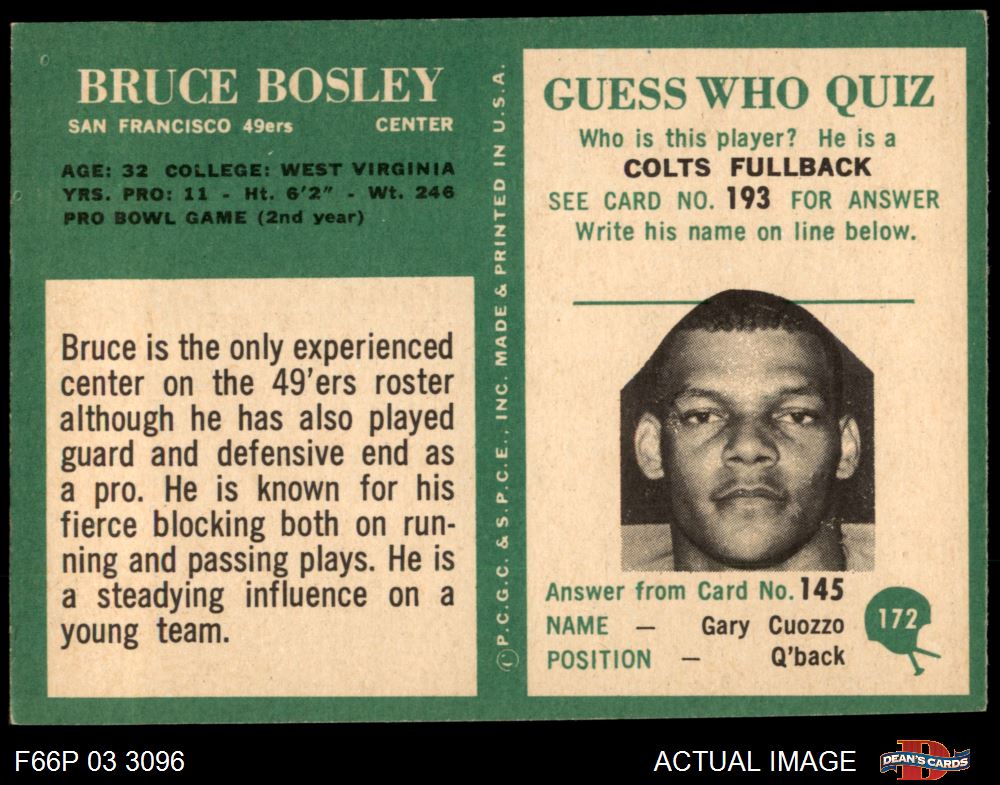 BRUCE BOSLEY
SAN FRANCISCO 49ers CENTER
AGE: 32 COLLEGE: WEST VIRGINIA
YRS. PRO: 11 - Ht. 6'2" - Wt. 246
PRO BOWL GAME (2nd year)
Bruce is the only experienced
center on the 49'ers roster
although he has also played
guard and defensive end as
a pro. He is known for his
fierce blocking both on run-
ning and passing plays. He is
a steadying influence on a
young team.
© P.C.G.C. & S.P.C.E., INC. MADE & PRINTED IN U.S.A.
GUESS WHO QUIZ
Who is this player? He is a
COLTS FULLBACK
SEE CARD NO. 193 FOR ANSWER
Write his name on line below.
Answer from Card No. 145
NAME — Gary Cuozzo
POSITION — Q'back
172
F66P 03 3096
ACTUAL IMAGE
D
DEAN'S CARDS